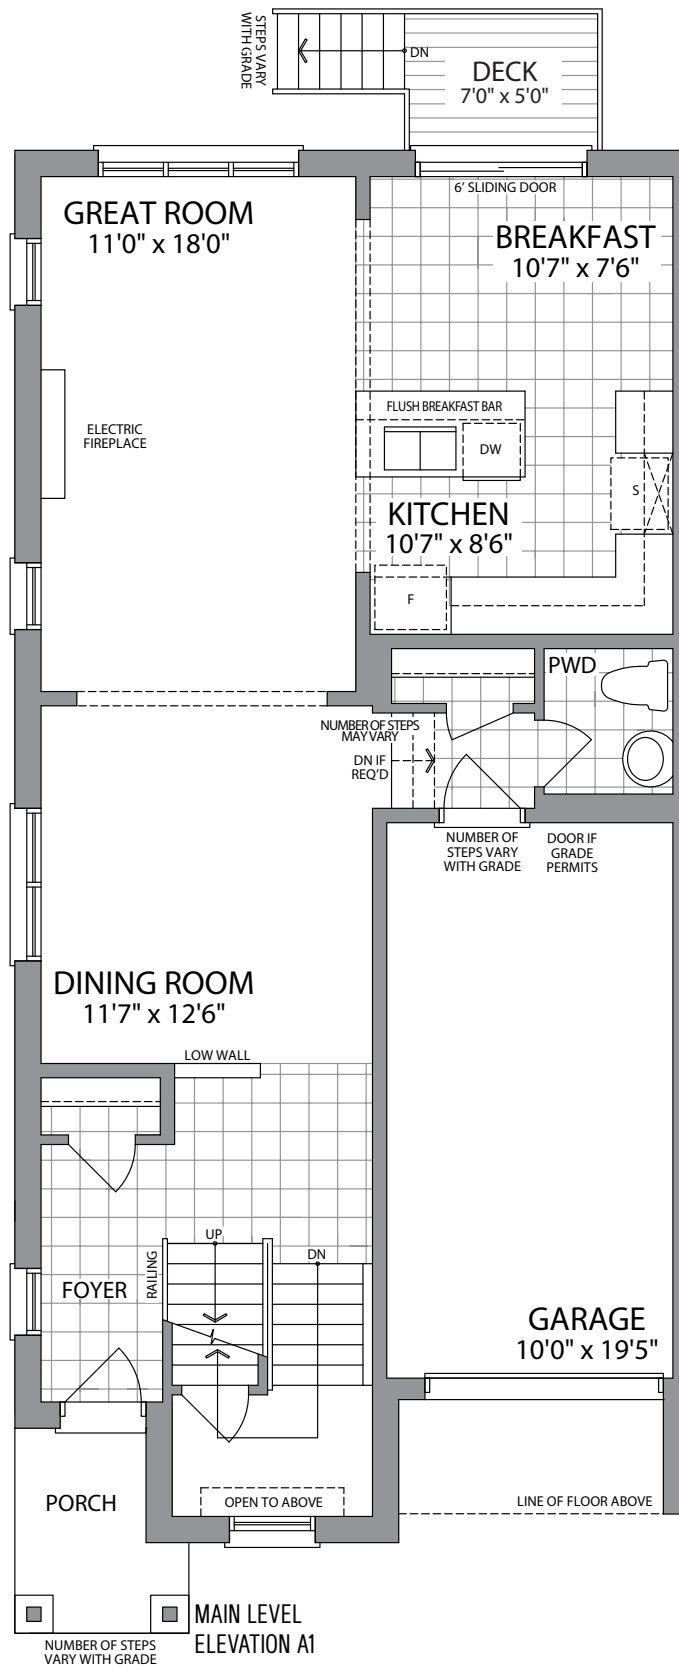 STEPS VARY
WITH GRADE
DN
DECK
7'0" x 5'0"
6' SLIDING DOOR
GREAT ROOM
11'0" x 18'0"
BREAKFAST
10'7" x 7'6"
ELECTRIC
FIREPLACE
FLUSH BREAKFAST BAR
DW
S
KITCHEN
10'7" x 8'6"
F
PWD
NUMBER OF STEPS
MAY VARY
DN IF
REQ'D
NUMBER OF
STEPS VARY
WITH GRADE
DOOR IF
GRADE
PERMITS
DINING ROOM
11'7" x 12'6"
LOW WALL
UP
DN
RAILING
FOYER
GARAGE
10'0" x 19'5"
PORCH
OPEN TO ABOVE
LINE OF FLOOR ABOVE
MAIN LEVEL
ELEVATION A1
NUMBER OF STEPS
VARY WITH GRADE